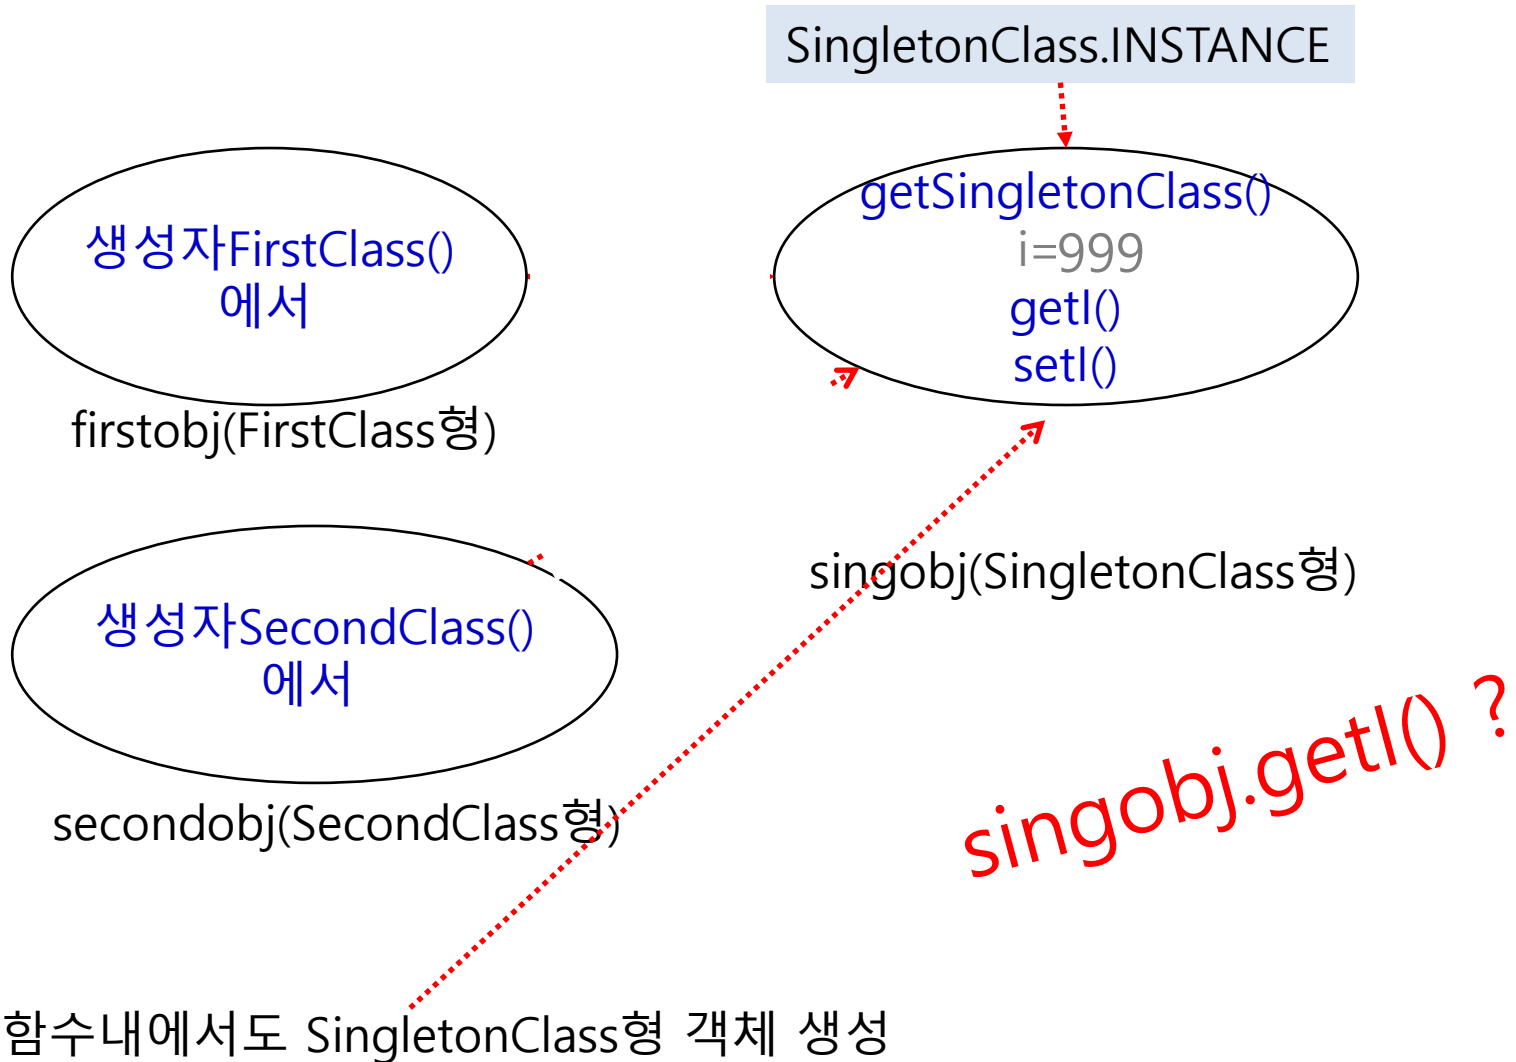 SingletonClass.INSTANCE
생성자FirstClass()
에서
firstobj(FirstClass형)
getSingletonClass()
i=999
getI()
setI()
singobj(SingletonClass형)
생성자SecondClass()
에서
secondobj(SecondClass형)
singobj.getI() ?
함수내에서도 SingletonClass형 객체 생성